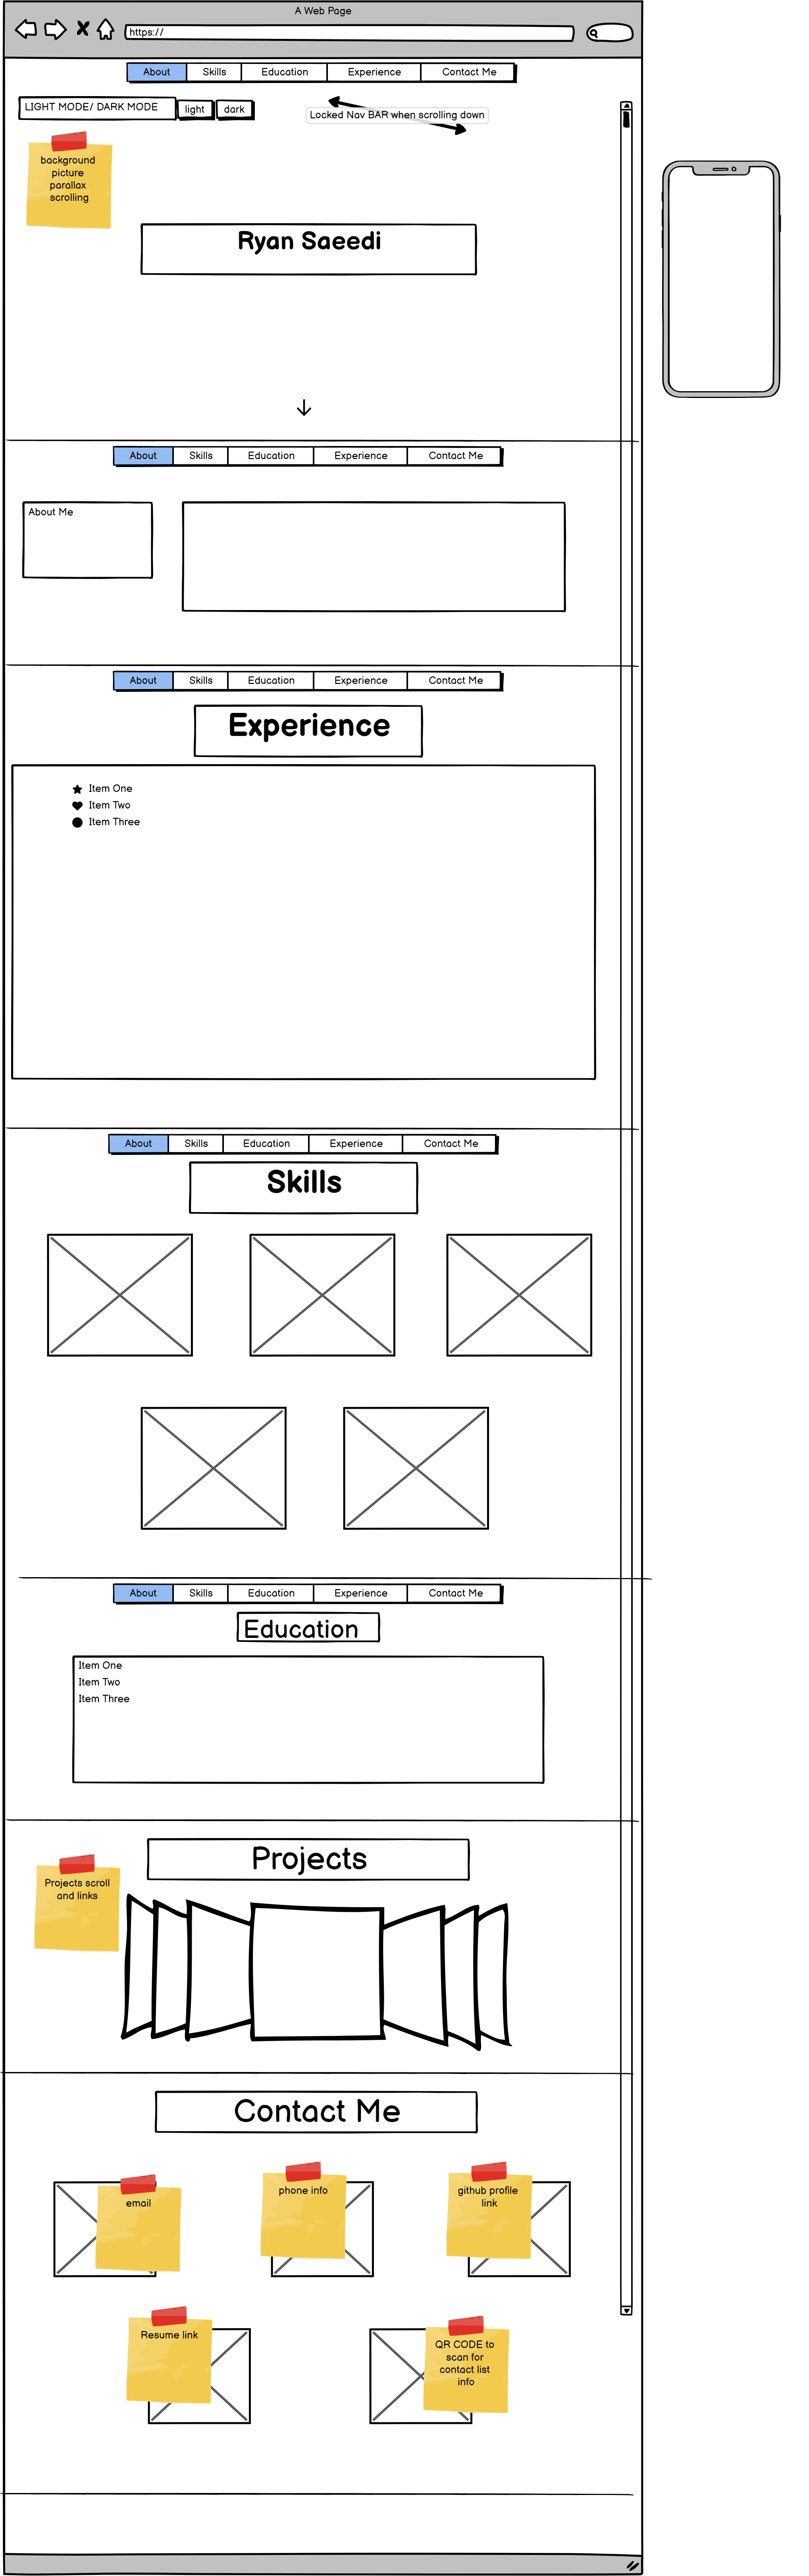 A Web Page
https://
About Skills Education Experience Contact Me
LIGHT MODE/ DARK MODE light dark
Locked Nav BAR when scrolling down
background
picture
parallax
scrolling
Ryan Saeedi
About Skills Education Experience Contact Me
About Me
About Skills Education Experience Contact Me
Experience
Item One
Item Two
Item Three
About Skills Education Experience Contact Me
Skills
About Skills Education Experience Contact Me
Education
Item One
Item Two
Item Three
Projects
Projects scroll
and links
Contact Me
email
phone info
github profile
link
Resume link
QR CODE to
scan for
contact list
info